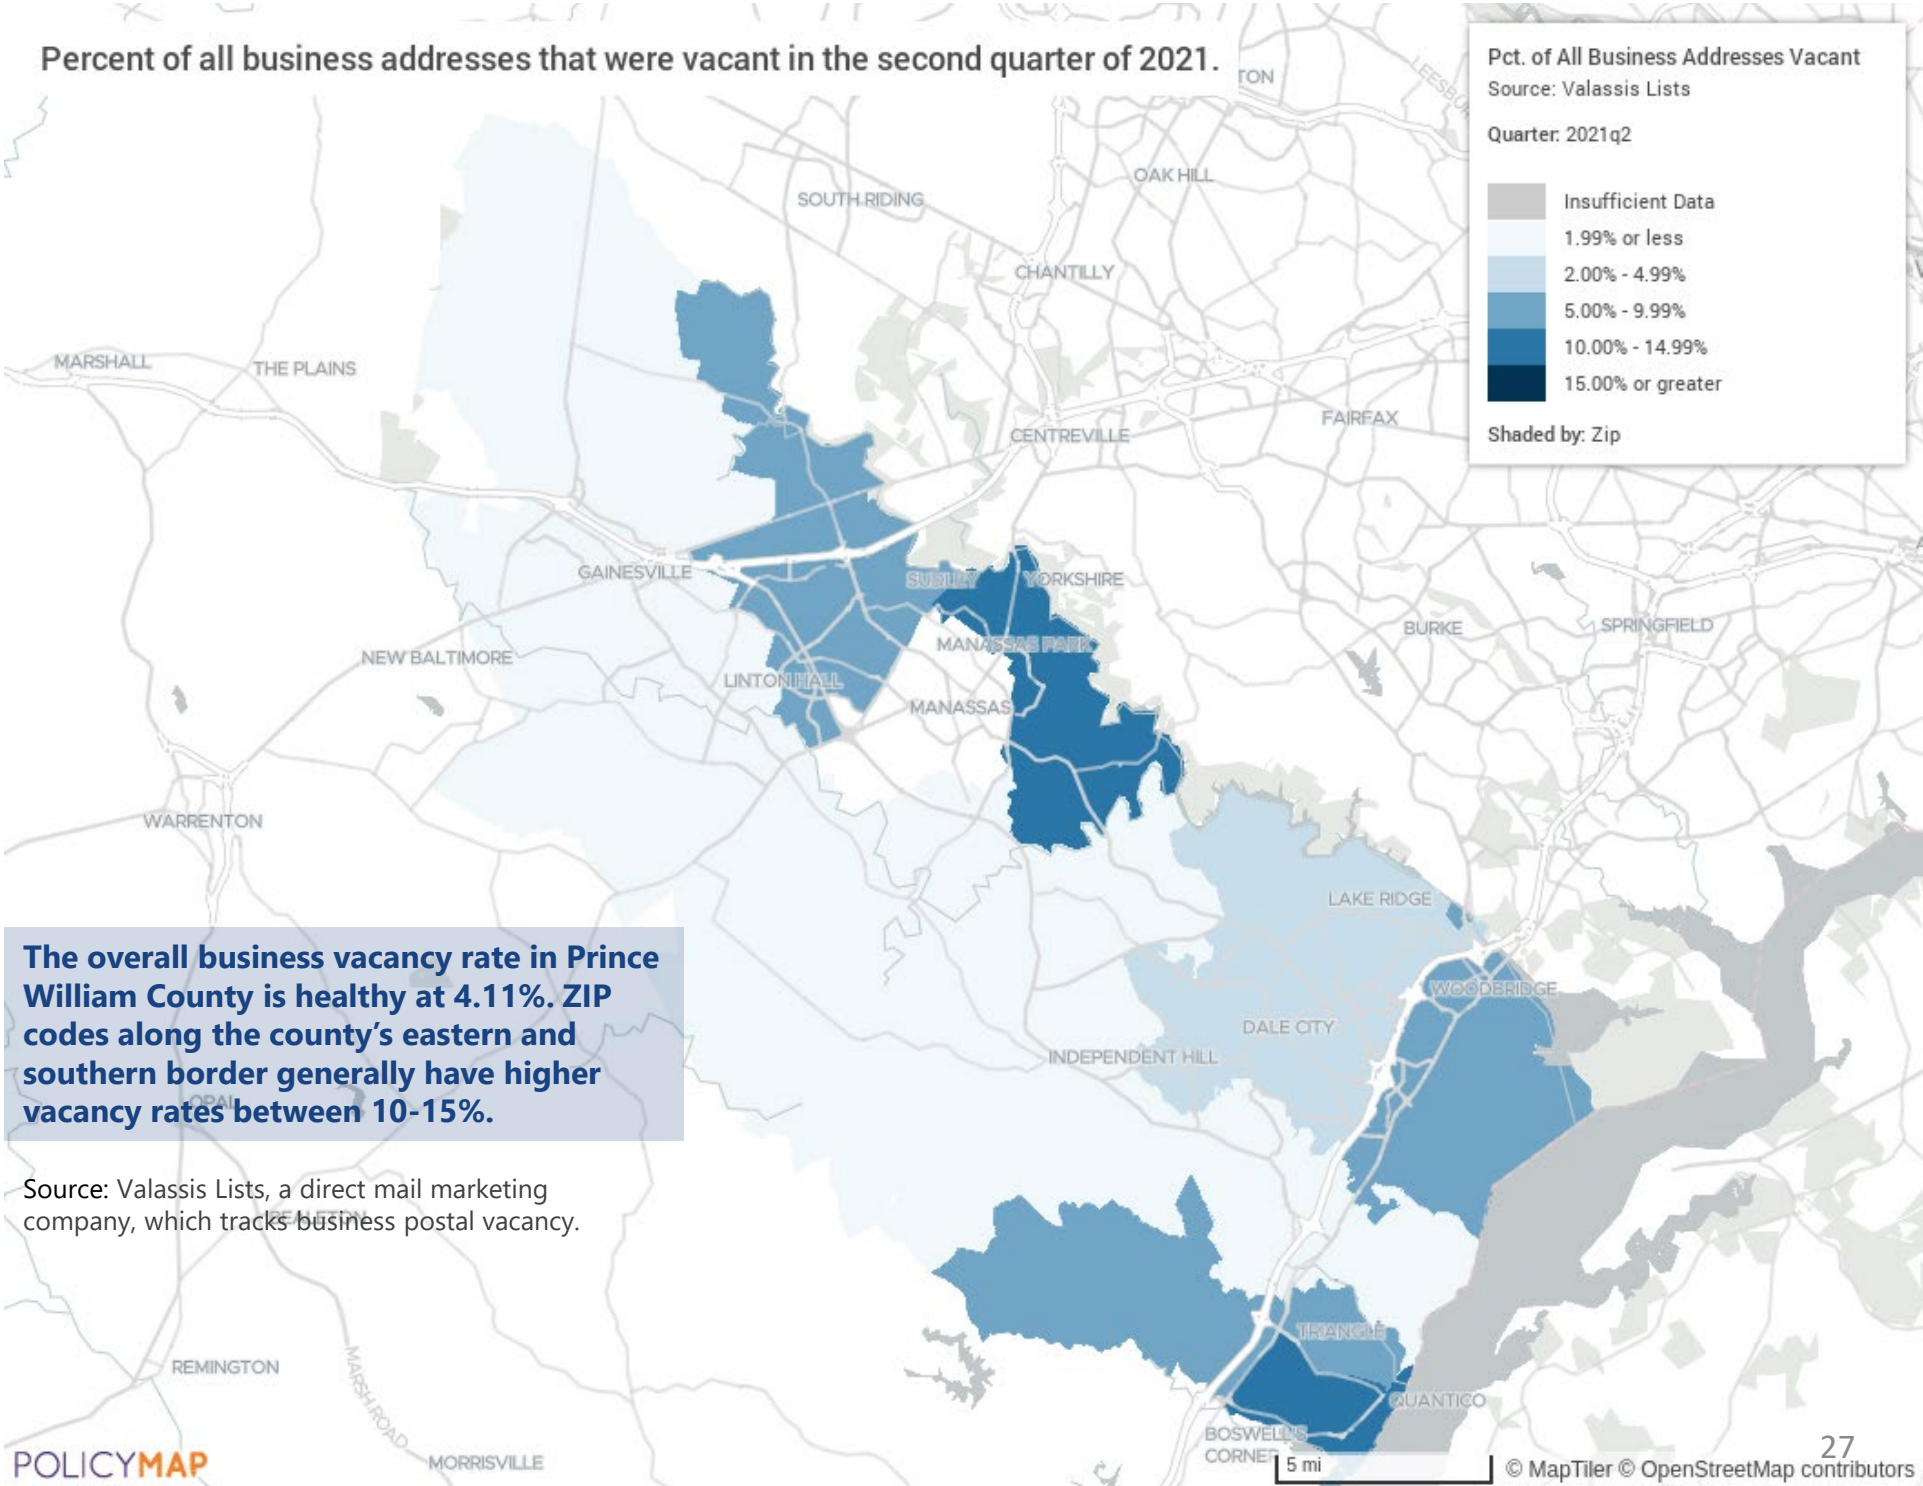 Percent of all business addresses that were vacant in the second quarter of 2021.
Pct. of All Business Addresses Vacant
Source: Valassis Lists
Quarter: 2021q2
Insufficient Data
1.99% or less
2.00% - 4.99%
5.00% - 9.99%
10.00% - 14.99%
15.00% or greater
Shaded by: Zip
TON
OAK HILL
SOUTH RIDING
CHANTILLY
MARSHALL
THE PLAINS
FAIRFAX
CENTREVILLE
GAINESVILLE
SUDLEY
YORKSHIRE
BURKE
SPRINGFIELD
MANASSAS PARK
NEW BALTIMORE
LINTON HALL
MANASSAS
WARRENTON
LAKE RIDGE
WOODBRIDGE
DALE CITY
INDEPENDENT HILL
The overall business vacancy rate in Prince
William County is healthy at 4.11%. ZIP
codes along the county's eastern and
southern border generally have higher
vacancy rates between 10-15%.
OPAL
Source: Valassis Lists, a direct mail marketing
company, which tracks business postal vacancy.
BEALETON
TRIANGLE
REMINGTON
MARSH ROAD
QUANTICO
BOSWELL'S
CORNER
MORRISVILLE
POLICYMAP
5 mi
27
© MapTiler © OpenStreetMap contributors